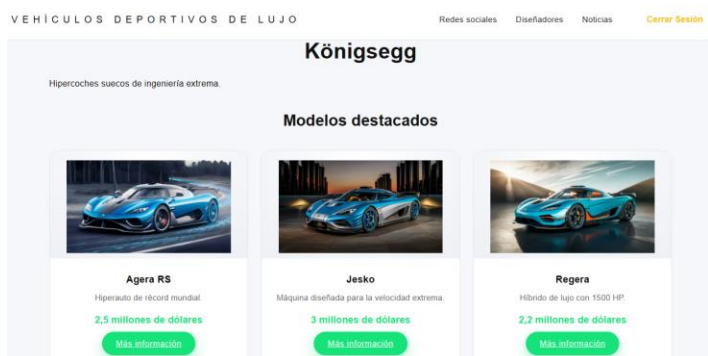 VEHÍCULOS DEPORTIVOS DE LUJO
Redes sociales Diseñadores Noticias Cerrar Sesión
Königsegg
Hipercoches suecos de ingeniería extrema.
Modelos destacados
Agera RS
Hiperauto de récord mundial.
2,5 millones de dólares
Más información
Jesko
Máquina diseñada para la velocidad extrema.
3 millones de dólares
Más información
Regera
Híbrido de lujo con 1500 HP.
2,2 millones de dólares
Más información